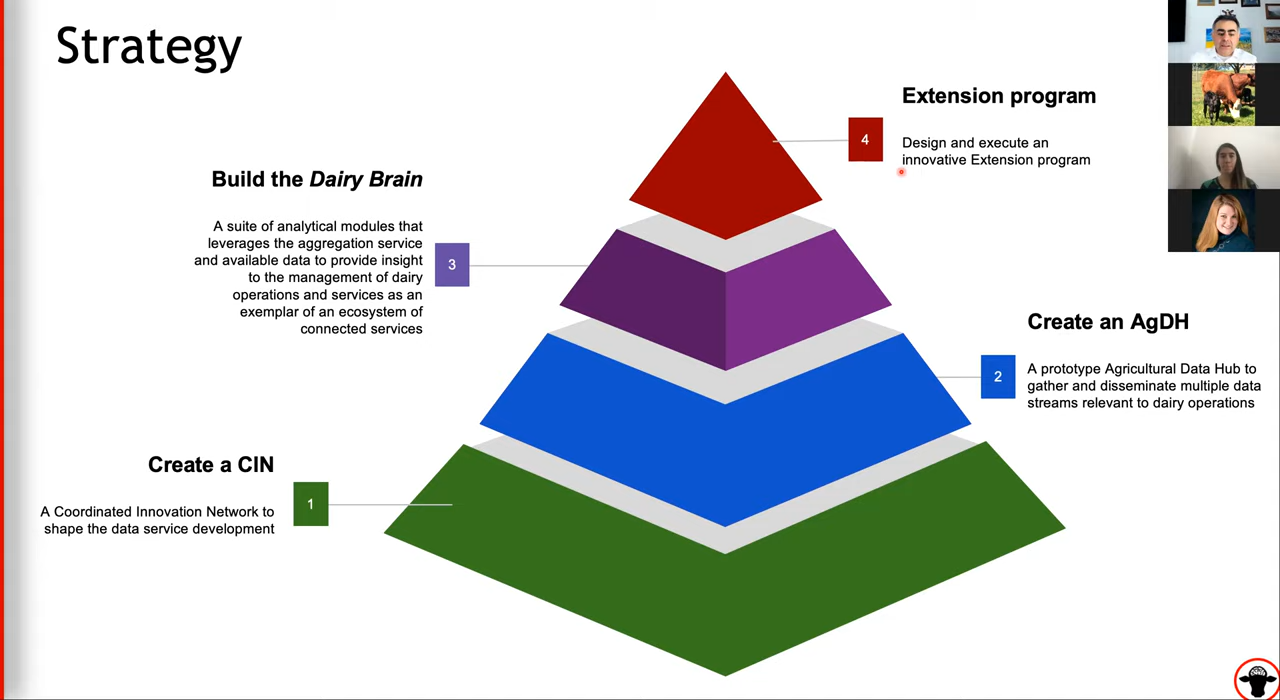 Strategy
Extension program
4
Design and execute an
innovative Extension program
Build the Dairy Brain
A suite of analytical modules that
leverages the aggregation service
and available data to provide insight
to the management of dairy
operations and services as an
exemplar of an ecosystem of
connected services
3
Create an AgDH
2
A prototype Agricultural Data Hub to
gather and disseminate multiple data
streams relevant to dairy operations
Create a CIN
1
A Coordinated Innovation Network to
shape the data service development